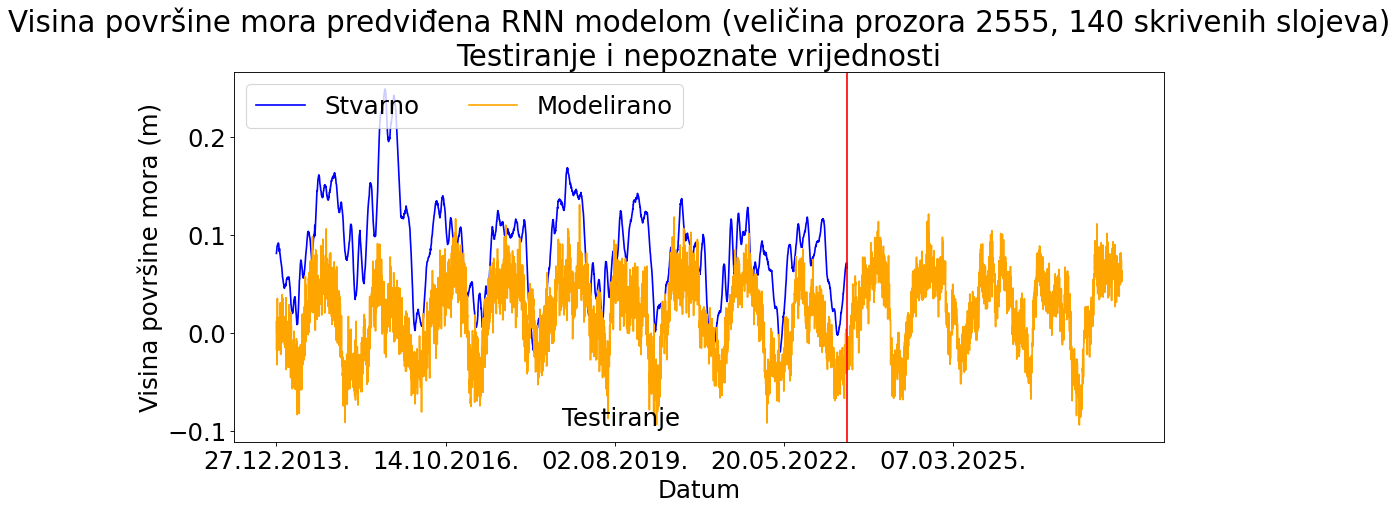 Visina površine mora predviđena RNN modelom (veličina prozora 2555, 140 skrivenih slojeva)
Testiranje i nepoznate vrijednosti
Stvarno
Modelirano
Visina površine mora (m)
0.2
0.1
0.0
−0.1
Testiranje
27.12.2013.
14.10.2016.
02.08.2019.
20.05.2022.
07.03.2025.
Datum